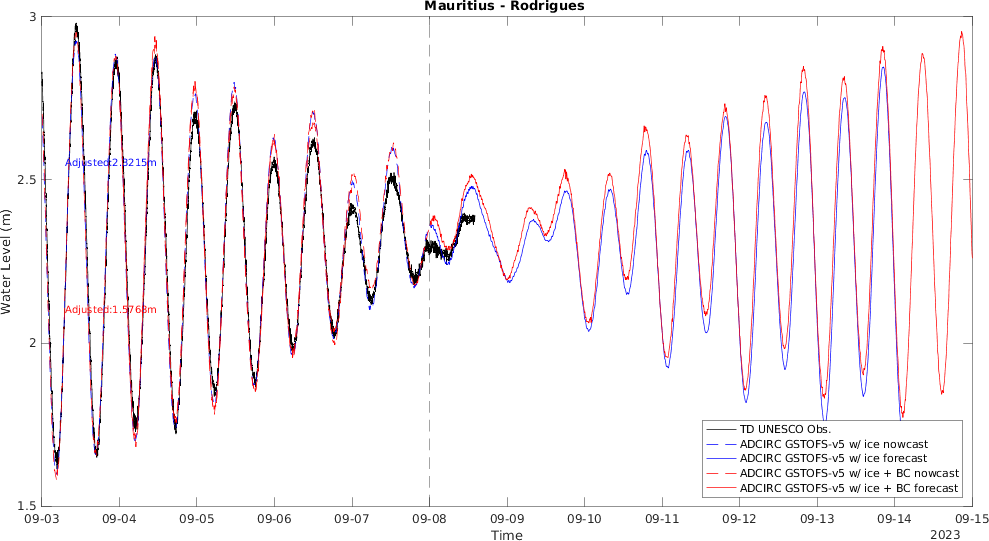 Mauritius - Rodrigues
3
2.5
2
1.5
Water Level (m)
Adjusted:2.3215m
Adjusted:1.5763m
TD UNESCO Obs.
ADCIRC GSTOFS-v5 w/ ice nowcast
ADCIRC GSTOFS-v5 w/ ice forecast
ADCIRC GSTOFS-v5 w/ ice + BC nowcast
ADCIRC GSTOFS-v5 w/ ice + BC forecast
09-03 09-04 09-05 09-06 09-07 09-08 09-09 09-10 09-11 09-12 09-13 09-14 09-15
Time
2023